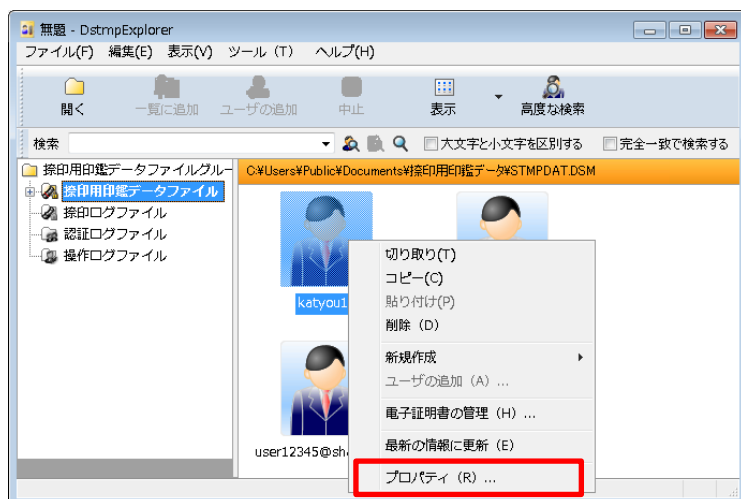 無題 - DstmpExplorer
ファイル(F) 編集(E) 表示(V) ツール（T） ヘルプ(H)
開く 一覧に追加 ユーザの追加 中止 表示 高度な検索
検索 大文字と小文字を区別する 完全一致で検索する
捺印用印鑑データファイルグルー
捺印用印鑑データファイル
捺印ログファイル
認証ログファイル
操作ログファイル
C:¥Users¥Public¥Documents¥捺印用印鑑データ¥STMPDAT.DSM
katyou1
user12345@sh
切り取り(T)
コピー(C)
貼り付け(P)
削除（D）
新規作成
ユーザの追加（A）...
電子証明書の管理（H）...
最新の情報に更新（E）
プロパティ（R）...